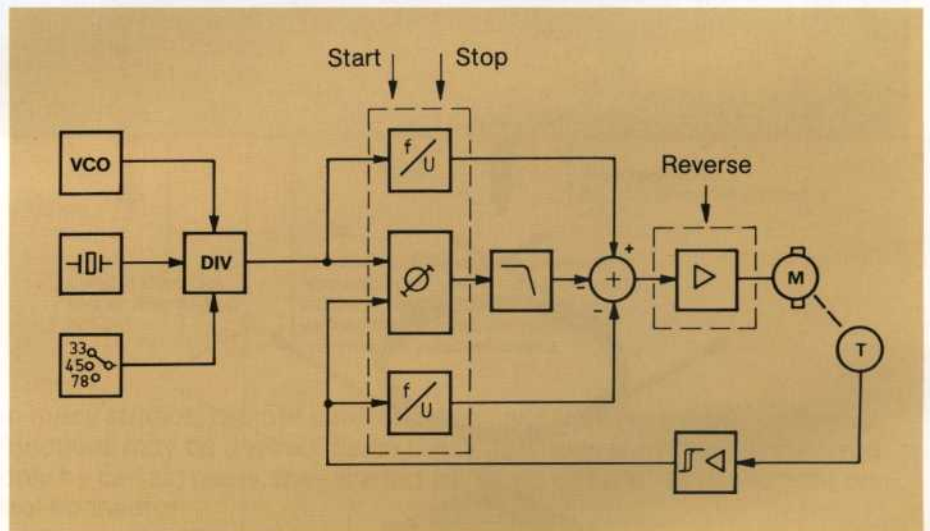 Start Stop
VCO
f/U
Reverse
DIV
+
33
45
78
-
+
M
-
T
f/U